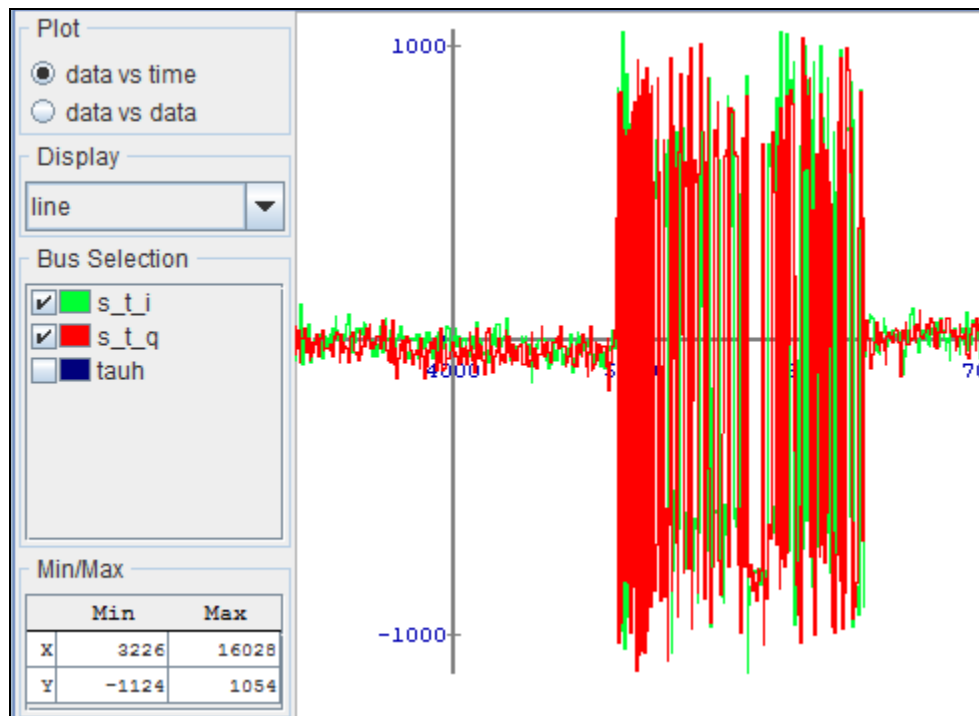 Plot
data vs time
data vs data
Display
line
Bus Selection
s_t_i
s_t_q
tauh
Min/Max
Min Max
X 3226 16028
Y -1124 1054
1000
4000
-1000